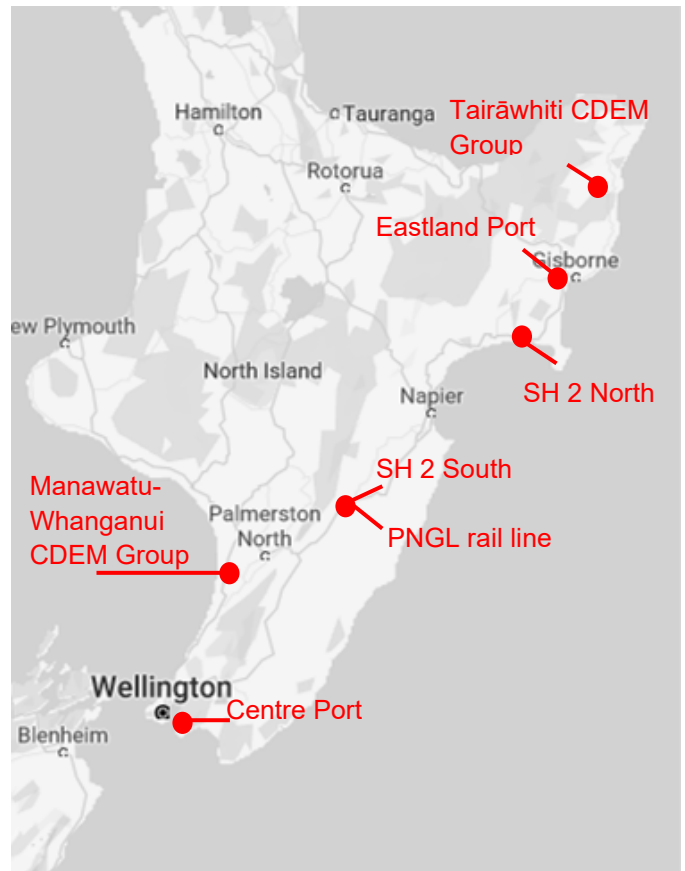 Hamilton
Tauranga
Tairāwhiti CDEM
Group
Rotorua
Eastland Port
Gisborne
ew Plymouth
North Island
Napier
SH 2 North
SH 2 South
Manawatu-
Whanganui
CDEM Group
Palmerston
North
PNGL rail line
Wellington
Centre Port
Blenheim